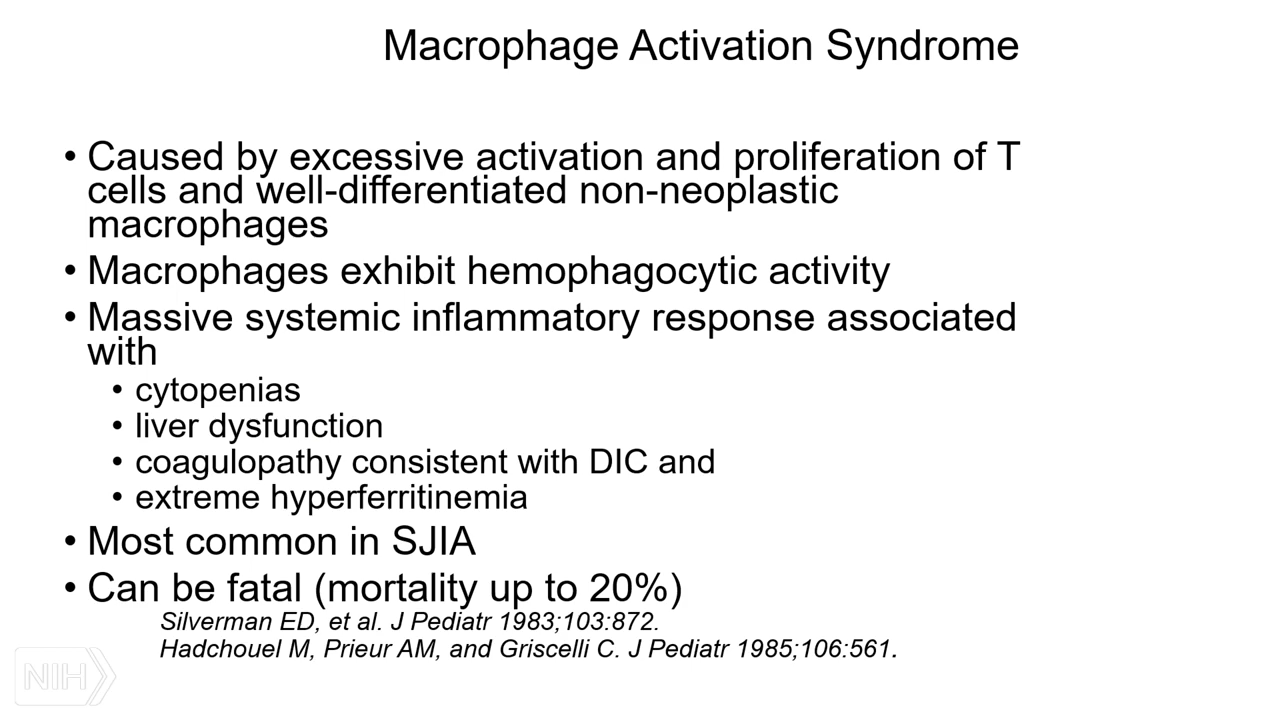 Macrophage Activation Syndrome
• Caused by excessive activation and proliferation of T
cells and well-differentiated non-neoplastic
macrophages
• Macrophages exhibit hemophagocytic activity
• Massive systemic inflammatory response associated
with
• cytopenias
• liver dysfunction
• coagulopathy consistent with DIC and
• extreme hyperferritinemia
• Most common in SJIA
• Can be fatal (mortality up to 20%)
Silverman ED, et al. J Pediatr 1983;103:872.
Hadchouel M, Prieur AM, and Griscelli C. J Pediatr 1985;106:561.
NIH